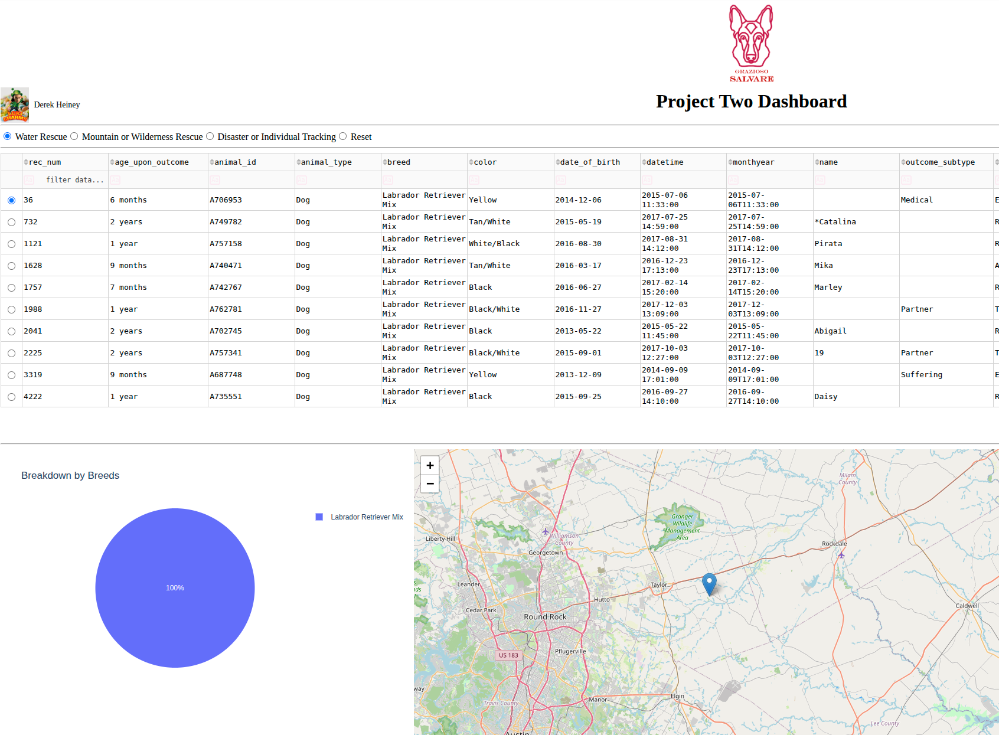 GRAZIOSO
SALVARE
LOKI
CHARMS
Derek Heiney
Project Two Dashboard
Water Rescue Mountain or Wilderness Rescue Disaster or Individual Tracking Reset
rec_num age_upon_outcome animal_id animal_type breed color date_of_birth datetime monthyear name outcome_subtype
Aa filter data... Aa Aa Aa Aa Aa Aa Aa Aa Aa Aa
36 6 months A706953 Dog Labrador Retriever Mix Yellow 2014-12-06 2015-07-06 11:33:00 2015-07-06T11:33:00 Medical E
732 2 years A749782 Dog Labrador Retriever Mix Tan/White 2015-05-19 2017-07-25 14:59:00 2017-07-25T14:59:00 *Catalina R
1121 1 year A757158 Dog Labrador Retriever Mix White/Black 2016-08-30 2017-08-31 14:12:00 2017-08-31T14:12:00 Pirata R
1628 9 months A740471 Dog Labrador Retriever Mix Tan/White 2016-03-17 2016-12-23 17:13:00 2016-12-23T17:13:00 Mika A
1757 7 months A742767 Dog Labrador Retriever Mix Black 2016-06-27 2017-02-14 15:20:00 2017-02-14T15:20:00 Marley R
1988 1 year A762781 Dog Labrador Retriever Mix Black/White 2016-11-27 2017-12-03 13:09:00 2017-12-03T13:09:00 Partner T
2041 2 years A702745 Dog Labrador Retriever Mix Black 2013-05-22 2015-05-22 11:45:00 2015-05-22T11:45:00 Abigail R
2225 2 years A757341 Dog Labrador Retriever Mix Black/White 2015-09-01 2017-10-03 12:27:00 2017-10-03T12:27:00 19 Partner T
3319 9 months A687748 Dog Labrador Retriever Mix Yellow 2013-12-09 2014-09-09 17:01:00 2014-09-09T17:01:00 Suffering E
4222 1 year A735551 Dog Labrador Retriever Mix Black 2015-09-25 2016-09-27 14:10:00 2016-09-27T14:10:00 Daisy R
Breakdown by Breeds
Labrador Retriever Mix
100%
+
−
Milam
County
Granger
Wildlife
Management
Area
Liberty Hill
Williamson
County
Georgetown
Rockdale
Leander
Taylor
Hutto
Cedar Park
Round Rock
Caldwell
US 183
Pflugerville
way
Travis County
Manor
Elgin
Lee County
Austin